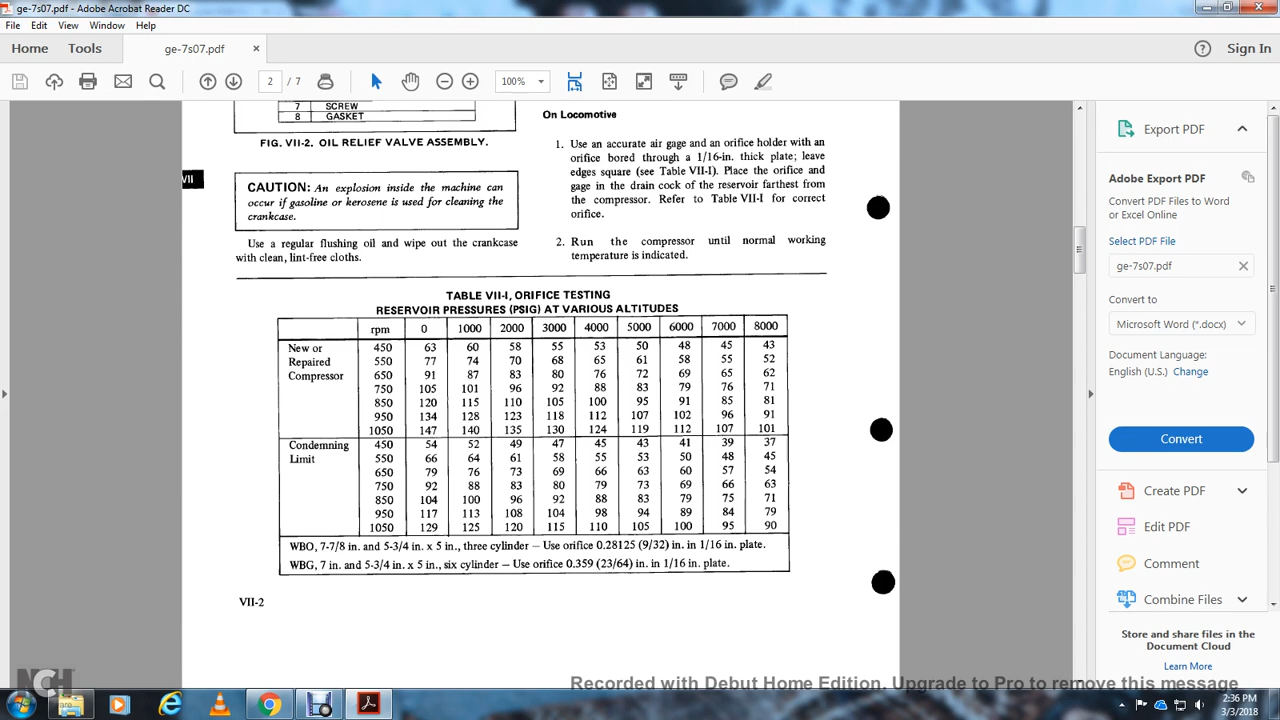 ge-7s07.pdf - Adobe Acrobat Reader DC
File Edit View Window Help
Home Tools ge-7s07.pdf × Sign In
2 / 7 100%
7 SCREW
8 GASKET
FIG. VII-2. OIL RELIEF VALVE ASSEMBLY.
VII
CAUTION: An explosion inside the machine can
occur if gasoline or kerosene is used for cleaning the
crankcase.
Use a regular flushing oil and wipe out the crankcase
with clean, lint-free cloths.
On Locomotive
1. Use an accurate air gage and an orifice holder with an
orifice bored through a 1/16-in. thick plate; leave
edges square (see Table VII-I). Place the orifice and
gage in the drain cock of the reservoir farthest from
the compressor. Refer to Table VII-I for correct
orifice.
2. Run the compressor until normal working
temperature is indicated.
TABLE VII-I, ORIFICE TESTING
RESERVOIR PRESSURES (PSIG) AT VARIOUS ALTITUDES
rpm 0 1000 2000 3000 4000 5000 6000 7000 8000
New or 450 63 60 58 55 53 50 48 45 43
Repaired 550 77 74 70 68 65 61 58 55 52
Compressor 650 91 87 83 80 76 72 69 65 62
750 105 101 96 92 88 83 79 76 71
850 120 115 110 105 100 95 91 85 81
950 134 128 123 118 112 107 102 96 91
1050 147 140 135 130 124 119 112 107 101
Condemning 450 54 52 49 47 45 43 41 39 37
Limit 550 66 64 61 58 55 53 50 48 45
650 79 76 73 69 66 63 60 57 54
750 92 88 83 80 79 73 69 66 63
850 104 100 96 92 88 83 79 75 71
950 117 113 108 104 98 94 89 84 79
1050 129 125 120 115 110 105 100 95 90
WBO, 7-7/8 in. and 5-3/4 in. x 5 in., three cylinder – Use orifice 0.28125 (9/32) in. in 1/16 in. plate.
WBG, 7 in. and 5-3/4 in. x 5 in., six cylinder – Use orifice 0.359 (23/64) in. in 1/16 in. plate.
VII-2
Export PDF
Adobe Export PDF
Convert PDF Files to Word
or Excel Online
Select PDF File
ge-7s07.pdf
Convert to
Microsoft Word (*.docx)
Document Language:
English (U.S.) Change
Convert
Create PDF
Edit PDF
Comment
Combine Files
Store and share files in the
Document Cloud
Learn More
NCH
Recorded with Debut Home Edition. Upgrade to Pro to remove this message
2:36 PM
3/3/2018